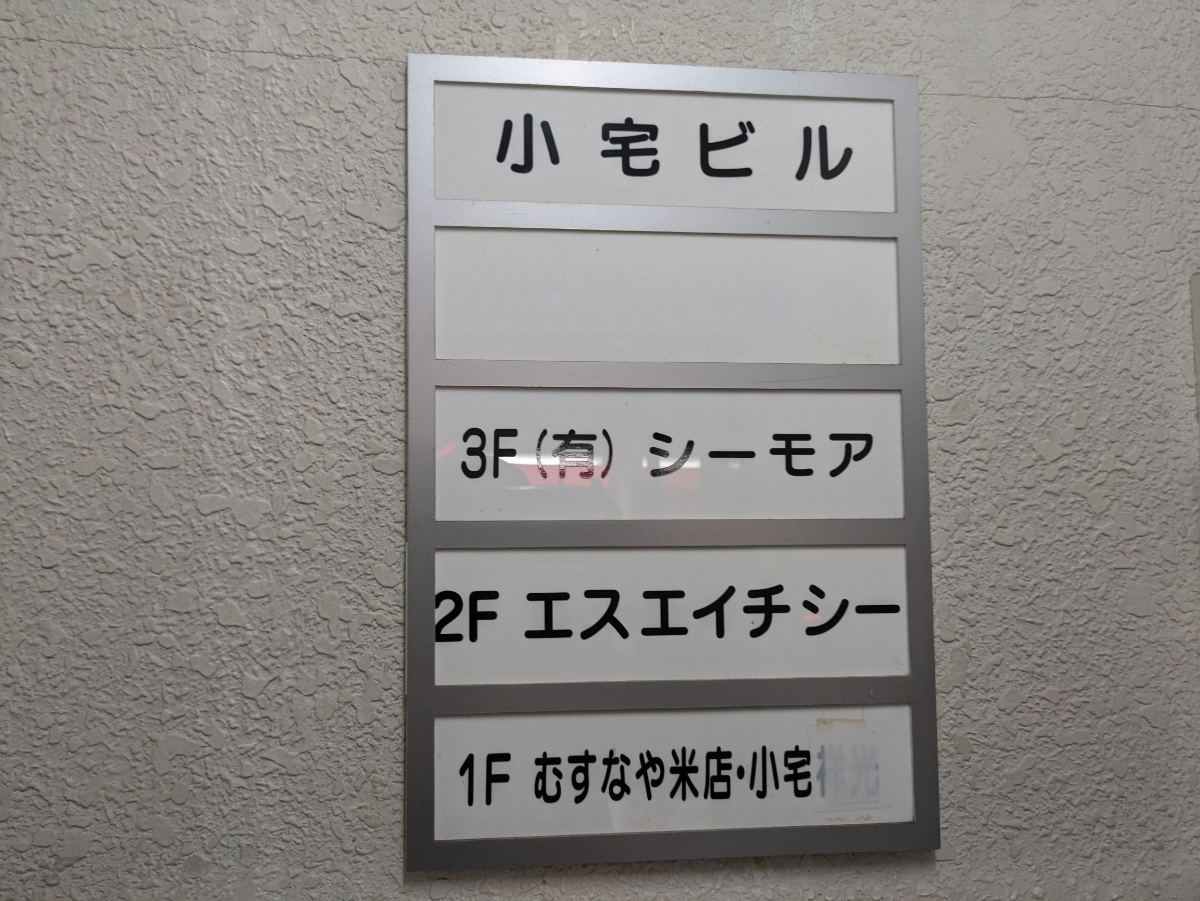 小宅ビル
3F(有)シーモア
2F エスエイチシー
1F むすなや米店・小宅祥光